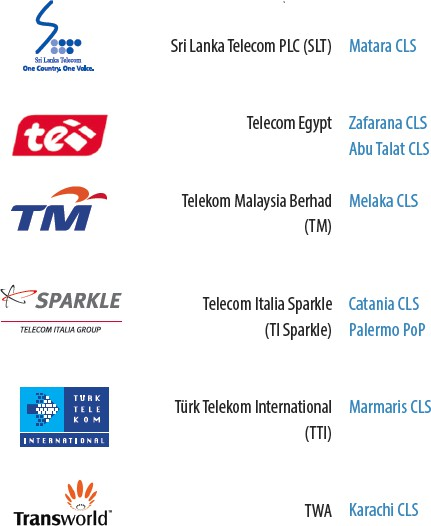 Sri Lanka Telecom
One Country. One Voice.
Sri Lanka Telecom PLC (SLT) Matara CLS
te
Telecom Egypt Zafarana CLS
Abu Talat CLS
TM
Telekom Malaysia Berhad Melaka CLS
(TM)
SPARKLE
TELECOM ITALIA GROUP
Telecom Italia Sparkle Catania CLS
(TI Sparkle) Palermo PoP
TÜRK
TELE
KOM
INTERNATIONAL
Türk Telekom International Marmaris CLS
(TTI)
Transworld
TWA Karachi CLS